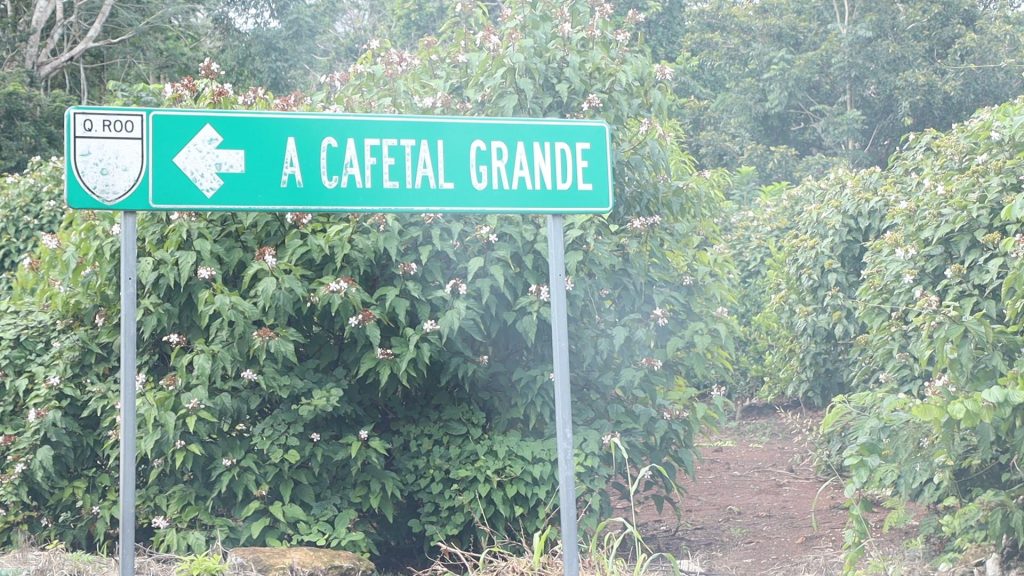 Q. ROO
A CAFETAL GRANDE